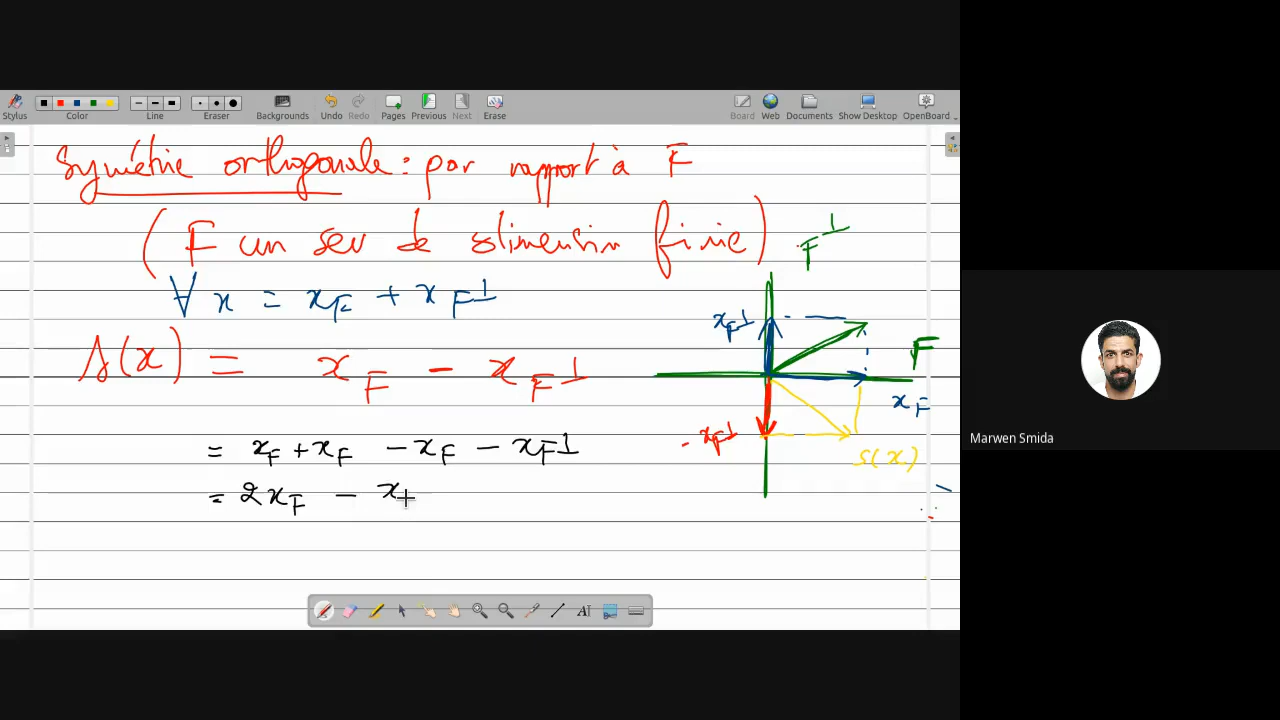 Stylus
Color
Line
Eraser
Backgrounds
Undo
Redo
Pages
Previous
Next
Erase
Board
Web
Documents
Show Desktop
OpenBoard
Symétrie orthogonale : par rapport à F
( F un sev de dimension finie )
F⊥
∀ x = x_F + x_F⊥
x_F⊥
s(x) = x_F - x_F⊥
F
x_F
= x_F + x_F - x_F - x_F⊥
- x_F⊥
s(x)
= 2x_F - x
Marwen Smida
AI